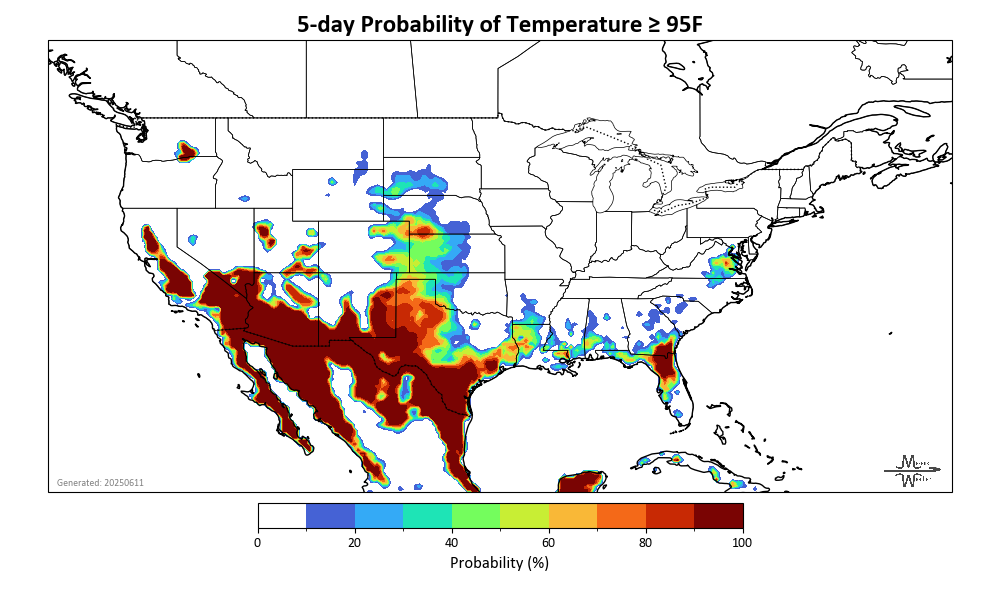 5-day Probability of Temperature ≥ 95F
Generated: 20250611
0 20 40 60 80 100
Probability (%)